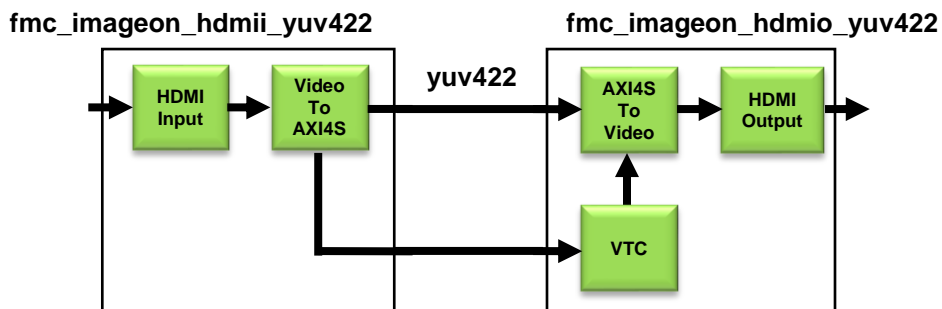 fmc_imageon_hdmii_yuv422
fmc_imageon_hdmio_yuv422
HDMI
Input
Video
To
AXI4S
yuv422
AXI4S
To
Video
HDMI
Output
VTC